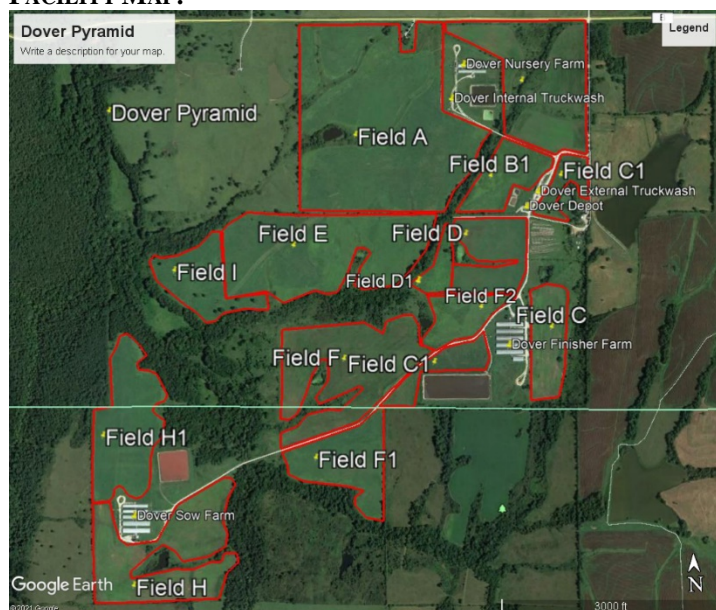 FACILITY MAP:
Dover Pyramid
Write a description for your map.
Legend
Dover Nursery Farm
Dover Internal Truckwash
Dover Pyramid
Field A
Field B1
Field C1
Dover External Truckwash
Dover Depot
Field E
Field D
Field I
Field D1
Field F2
Field C
Field F
Field C1
Dover Finisher Farm
Field H1
Field F1
Dover Sow Farm
Field H
Google Earth
©2021 Google
N
3000 ft